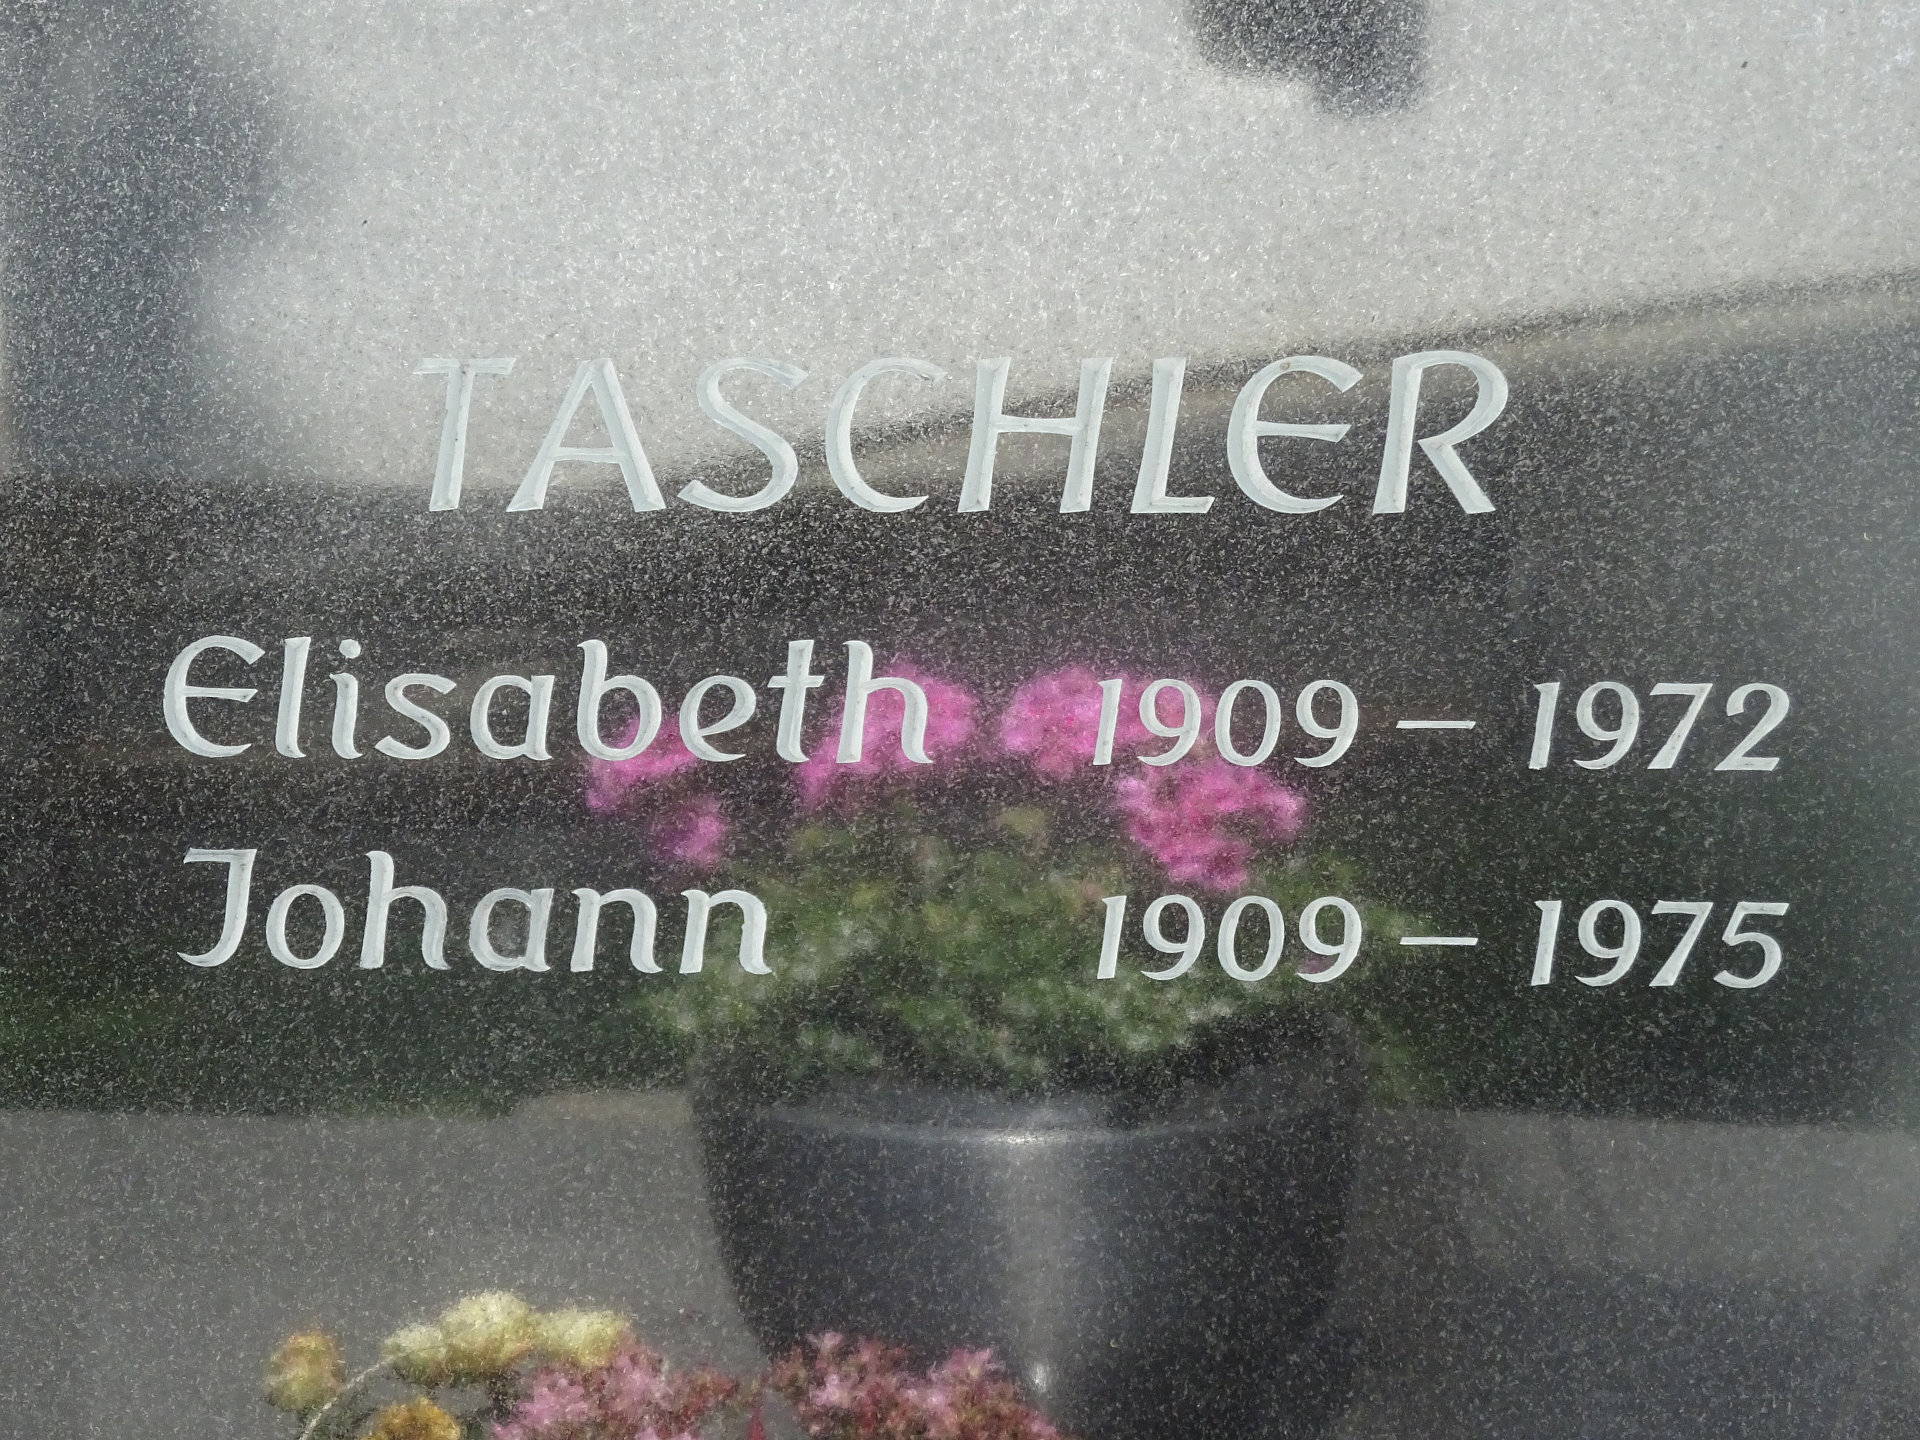 TASCHLER
Elisabeth 1909 – 1972
Johann 1909 – 1975